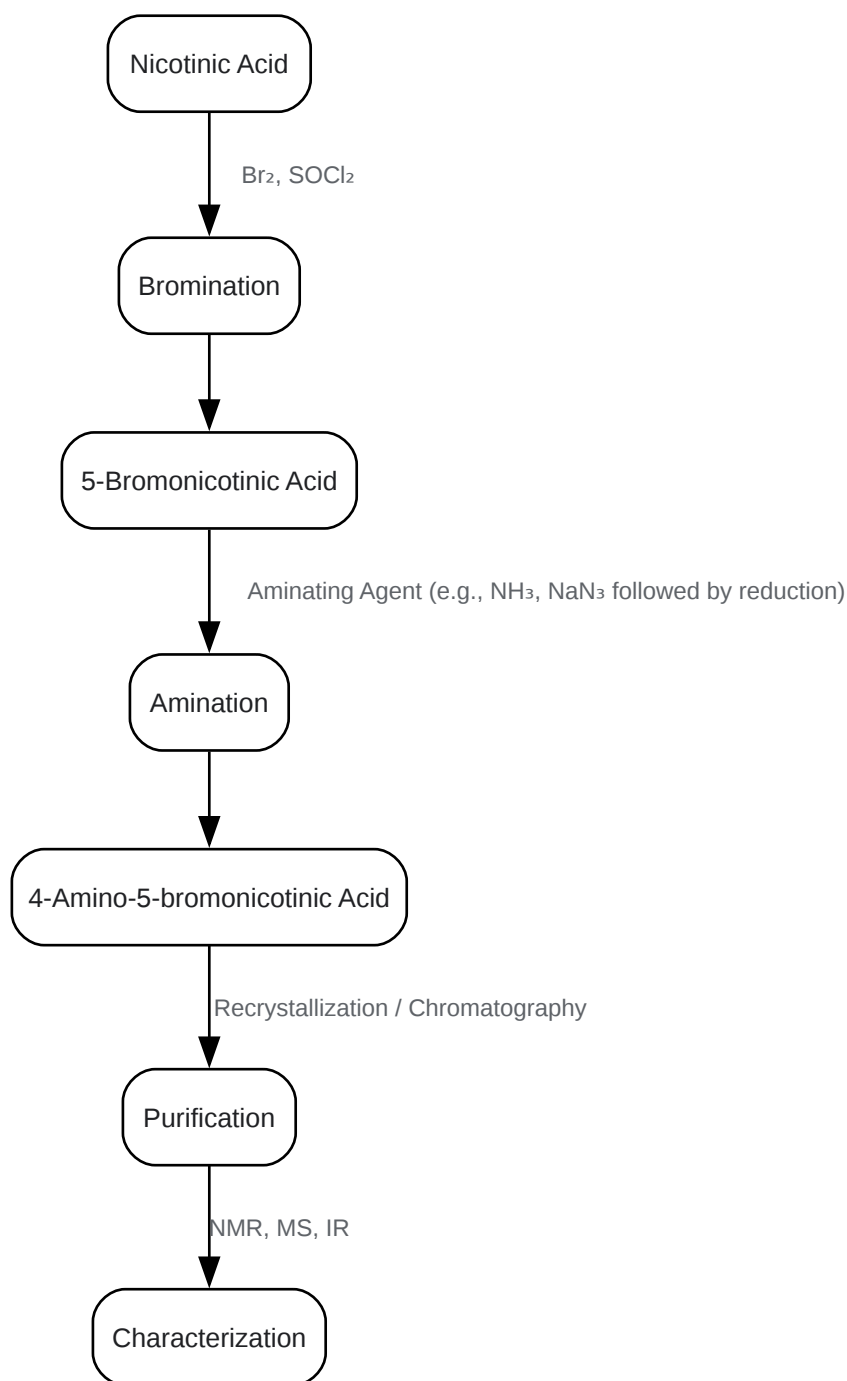 Nicotinic Acid
Br₂, SOCl₂
Bromination
5-Bromonicotinic Acid
Aminating Agent (e.g., NH₃, NaN₃ followed by reduction)
Amination
4-Amino-5-bromonicotinic Acid
Recrystallization / Chromatography
Purification
NMR, MS, IR
Characterization